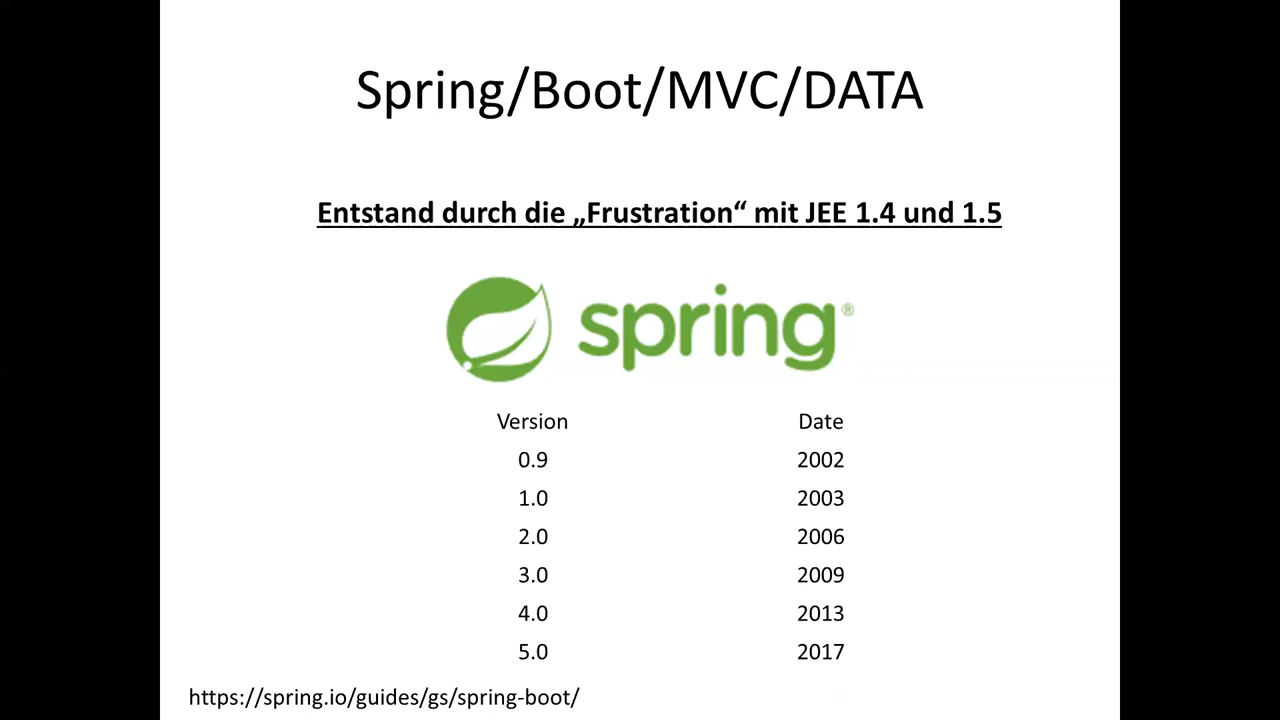 Spring/Boot/MVC/DATA
Entstand durch die „Frustration“ mit JEE 1.4 und 1.5
spring®
Version Date
0.9 2002
1.0 2003
2.0 2006
3.0 2009
4.0 2013
5.0 2017
https://spring.io/guides/gs/spring-boot/